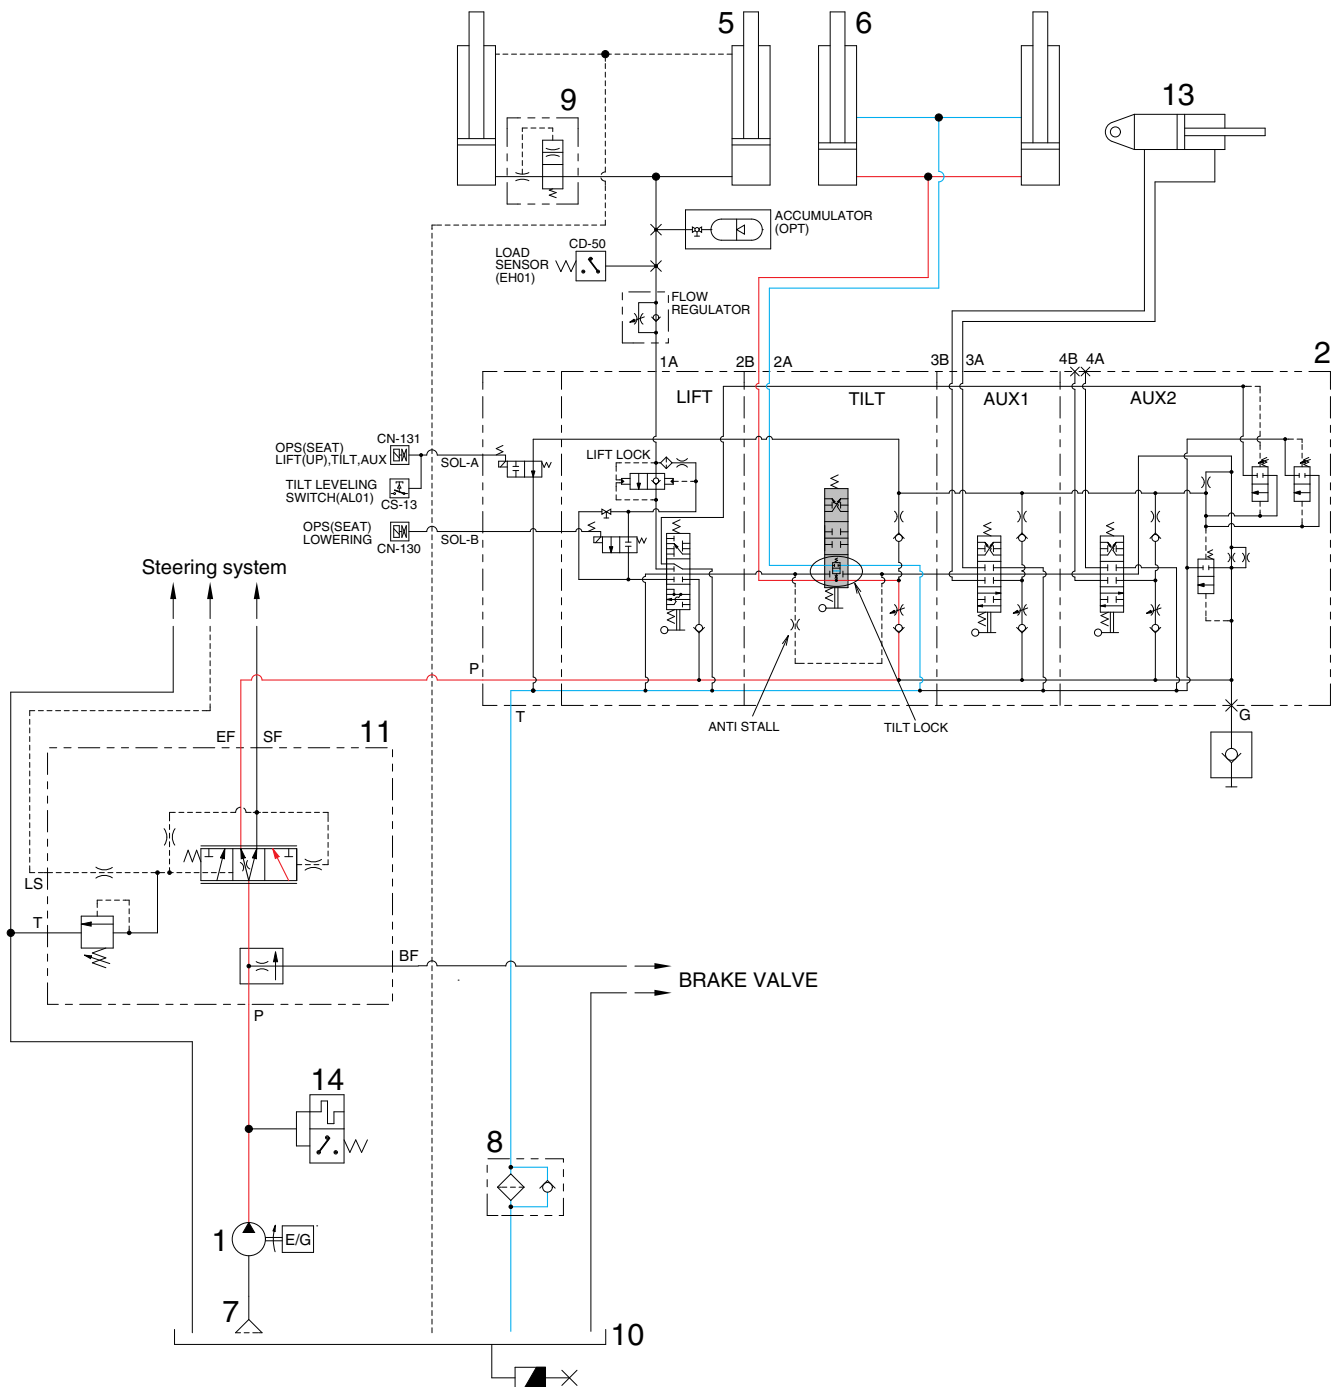 5
6
9
13
ACCUMULATOR
(OPT)
CD-50
LOAD
SENSOR
(EH01)
FLOW
REGULATOR
1A
2B
2A
3B
3A
4B
4A
2
LIFT
TILT
AUX1
AUX2
CN-131
OPS(SEAT)
LIFT(UP),TILT,AUX
SOL-A
LIFT LOCK
TILT LEVELING
SWITCH(AL01)
CS-13
OPS(SEAT)
LOWERING
CN-130
SOL-B
Steering system
P
T
ANTI STALL
TILT LOCK
G
EF
SF
11
LS
T
BF
BRAKE VALVE
P
14
8
1
E/G
7
10